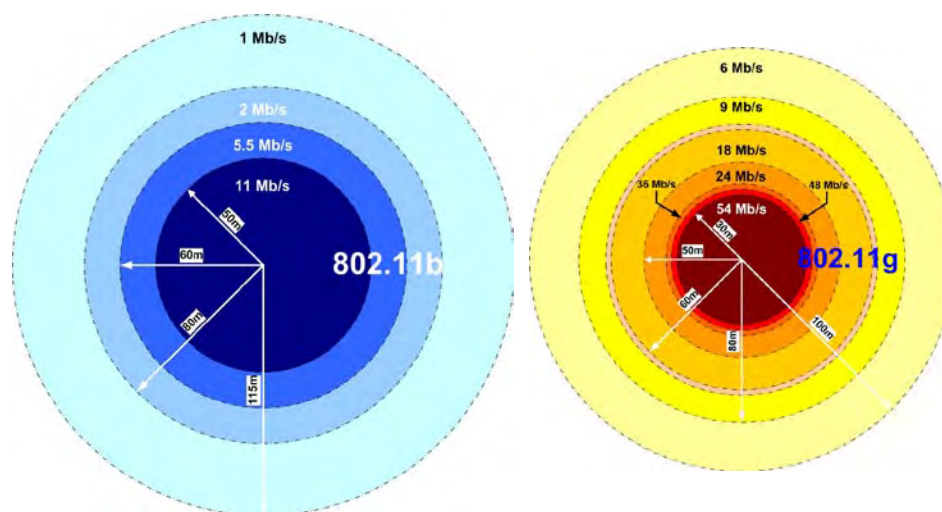 1 Mb/s
2 Mb/s
5.5 Mb/s
11 Mb/s
50m
60m
802.11b
80m
115m
6 Mb/s
9 Mb/s
18 Mb/s
24 Mb/s
36 Mb/s
48 Mb/s
54 Mb/s
30m
50m
802.11g
60m
80m
100m